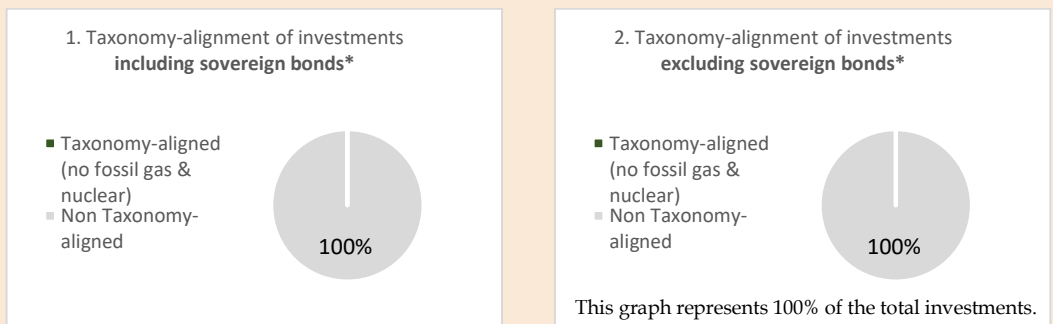 1. Taxonomy-alignment of investments
including sovereign bonds*
Taxonomy-aligned
(no fossil gas &
nuclear)
Non Taxonomy-
aligned
100%
2. Taxonomy-alignment of investments
excluding sovereign bonds*
Taxonomy-aligned
(no fossil gas &
nuclear)
Non Taxonomy-
aligned
100%
This graph represents 100% of the total investments.